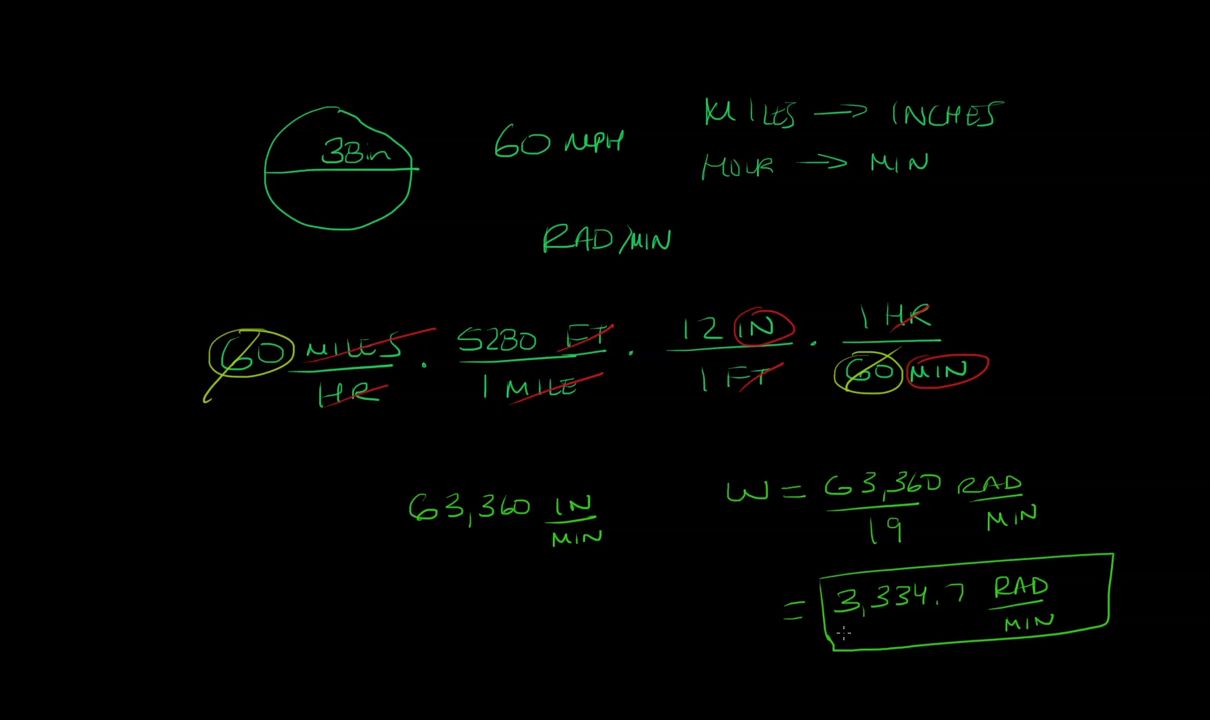 38in
60 MPH
MILES → INCHES
HOUR → MIN
RAD/MIN
60 MILES / HR · 5280 FT / 1 MILE · 12 IN / 1 FT · 1 HR / 60 MIN
63,360 IN / MIN
W = 63,360 / 19 RAD / MIN
= 3,334.7 RAD / MIN